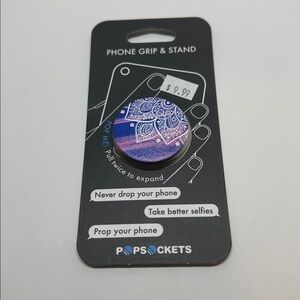 PHONE GRIP & STAND
$ 9.99
POP ME! Pull twice to expand
Never drop your phone
Take better selfies
Prop your phone
POPSOCKETS